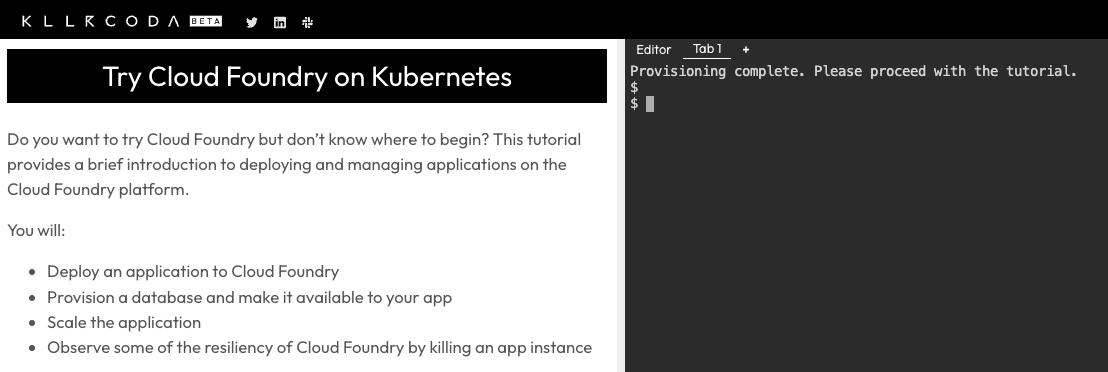 KLLRCODA BETA
Try Cloud Foundry on Kubernetes
Do you want to try Cloud Foundry but don’t know where to begin? This tutorial
provides a brief introduction to deploying and managing applications on the
Cloud Foundry platform.
You will:
• Deploy an application to Cloud Foundry
• Provision a database and make it available to your app
• Scale the application
• Observe some of the resiliency of Cloud Foundry by killing an app instance
Editor Tab 1 +
Provisioning complete. Please proceed with the tutorial.
$
$